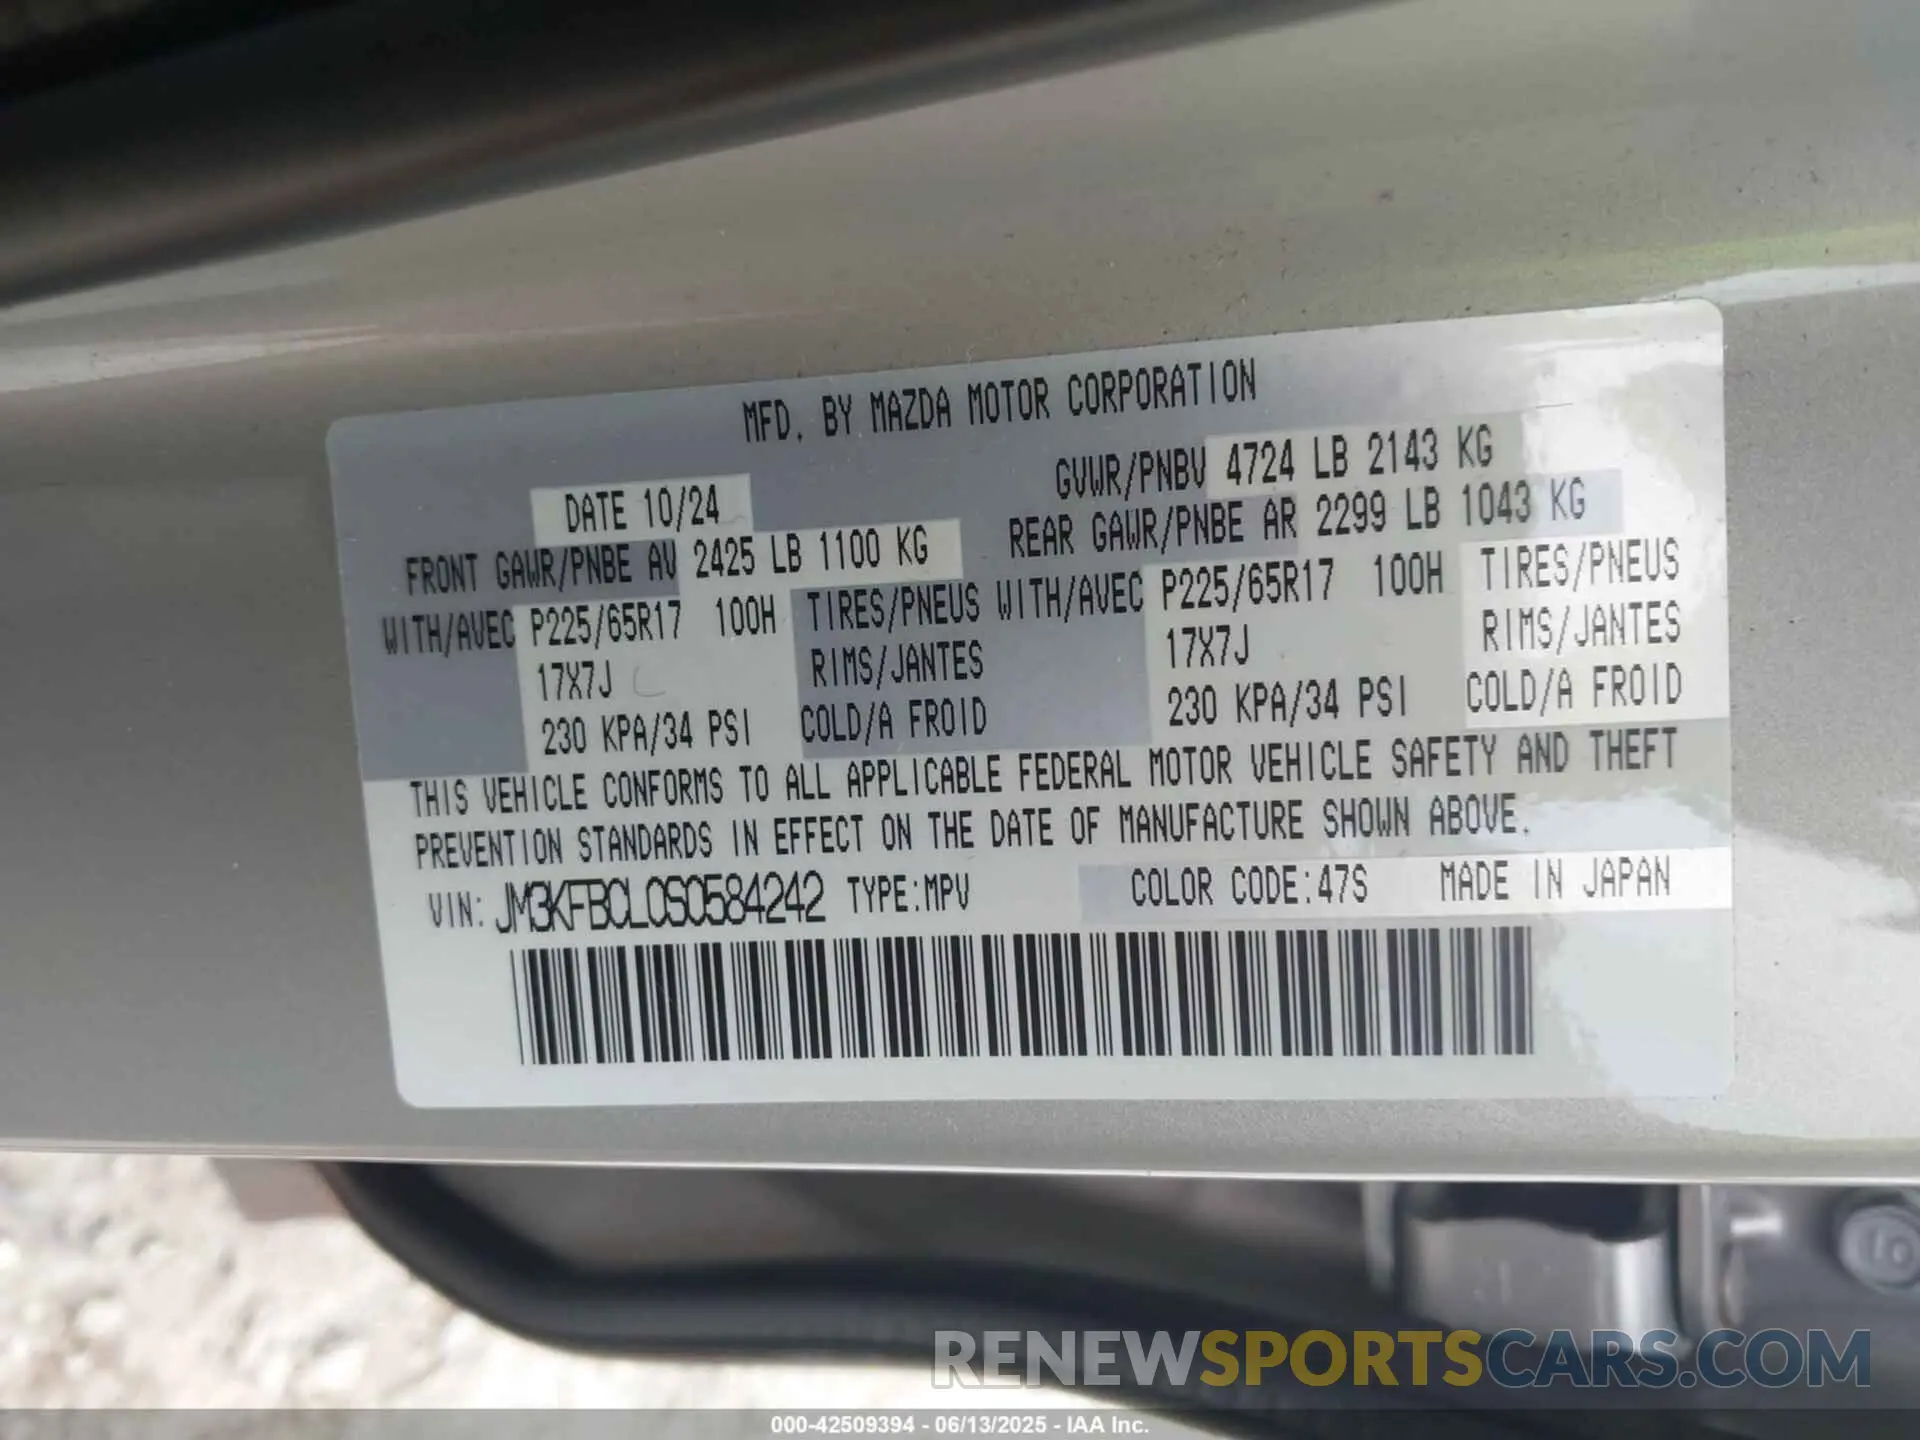 MFD. BY MAZDA MOTOR CORPORATION
DATE 10/24
GVWR/PNBV 4724 LB 2143 KG
FRONT GAWR/PNBE AV 2425 LB 1100 KG
REAR GAWR/PNBE AR 2299 LB 1043 KG
WITH/AVEC P225/65R17 100H TIRES/PNEUS WITH/AVEC P225/65R17 100H TIRES/PNEUS
17X7J RIMS/JANTES 17X7J RIMS/JANTES
230 KPA/34 PSI COLD/A FROID 230 KPA/34 PSI COLD/A FROID
THIS VEHICLE CONFORMS TO ALL APPLICABLE FEDERAL MOTOR VEHICLE SAFETY AND THEFT
PREVENTION STANDARDS IN EFFECT ON THE DATE OF MANUFACTURE SHOWN ABOVE.
VIN: JM3KFBCL0S0584242 TYPE:MPV COLOR CODE:47S MADE IN JAPAN
RENEWSPORTSCARS.COM
000-42509394 - 06/13/2025 - IAA Inc.